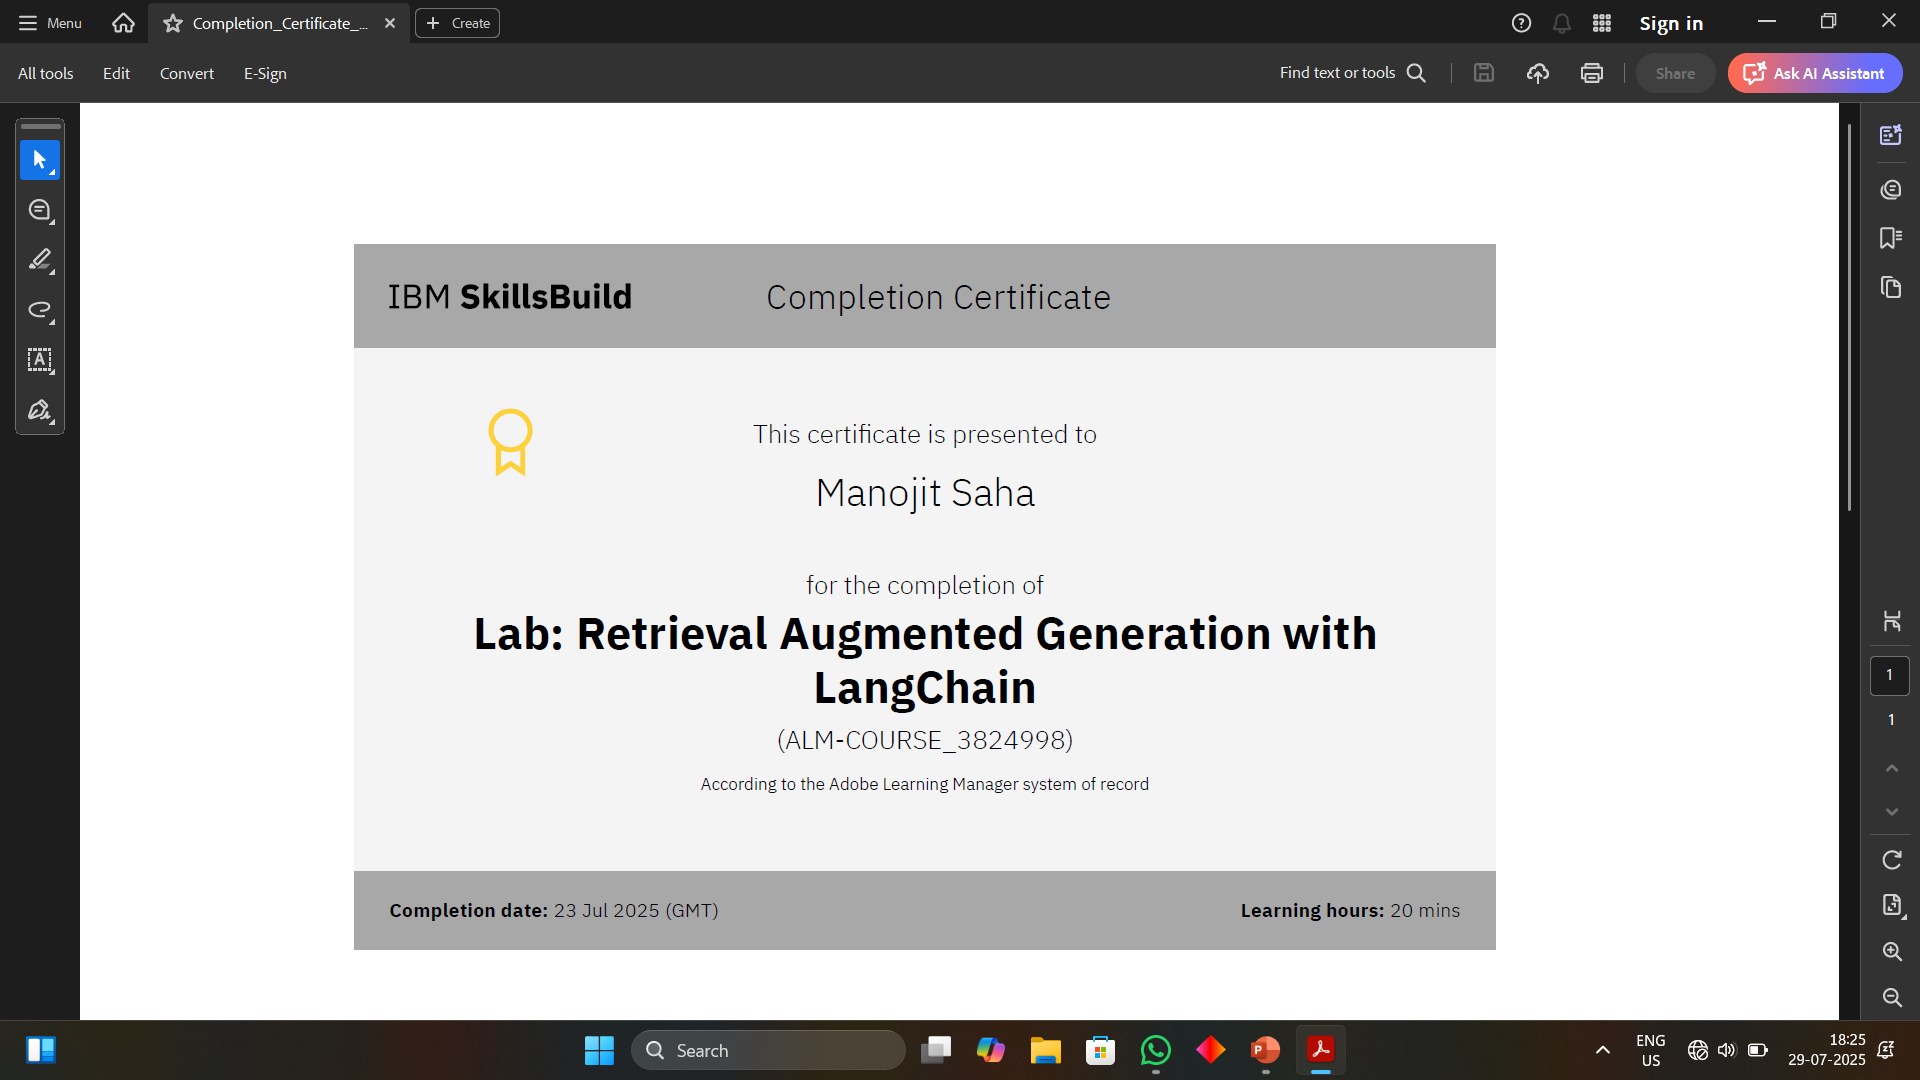 Menu
Completion_Certificate_...
Create
Sign in
All tools
Edit
Convert
E-Sign
Find text or tools
Share
Ask AI Assistant
IBM SkillsBuild
Completion Certificate
This certificate is presented to
Manojit Saha
for the completion of
Lab: Retrieval Augmented Generation with
LangChain
(ALM-COURSE_3824998)
According to the Adobe Learning Manager system of record
Completion date: 23 Jul 2025 (GMT)
Learning hours: 20 mins
1
1
Search
ENG
US
18:25
29-07-2025